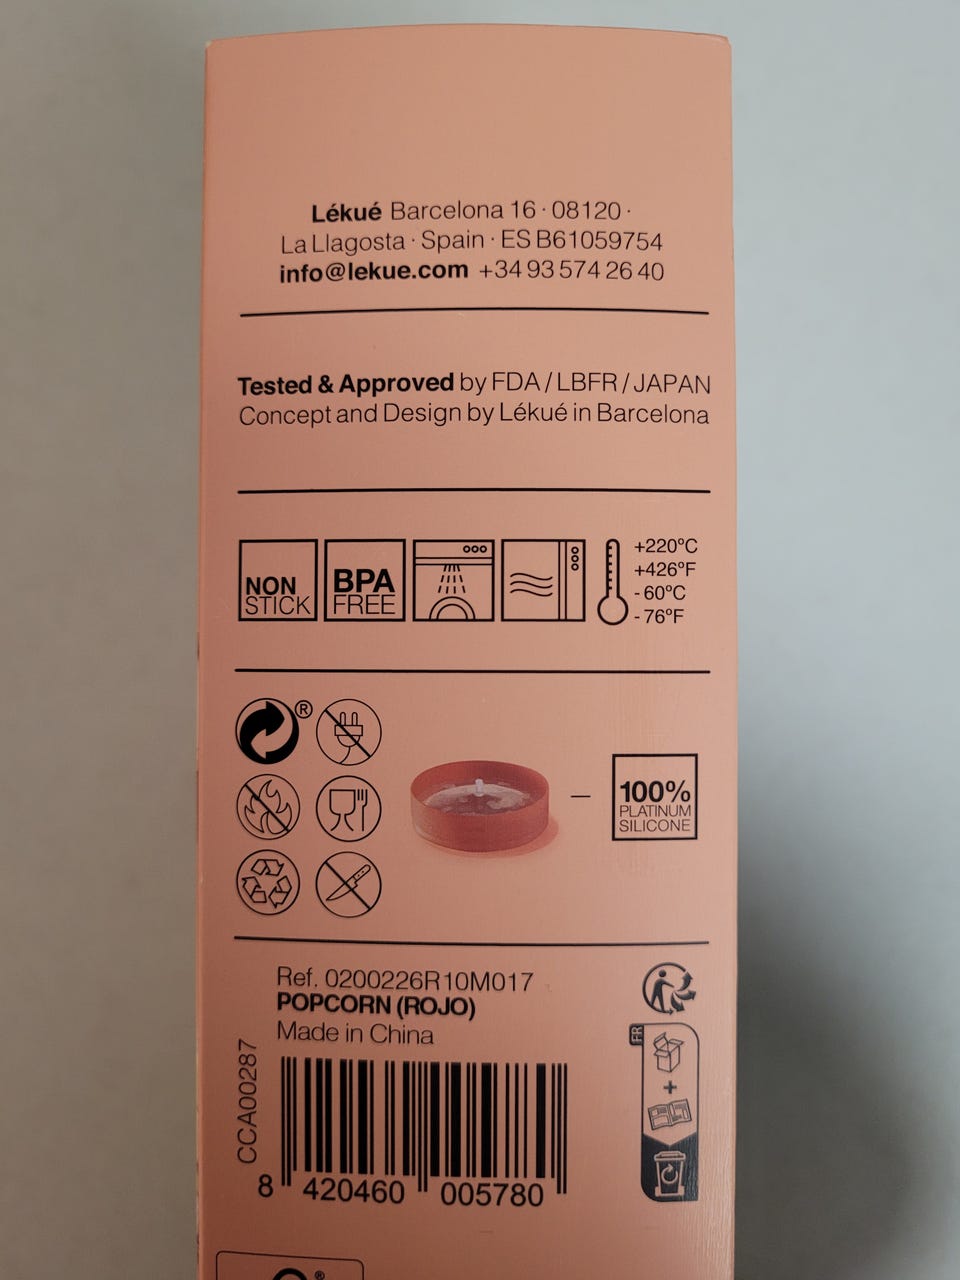 Lékué Barcelona 16 · 08120 ·
La Llagosta · Spain · ES B61059754
info@lekue.com +34 93 574 26 40
Tested & Approved by FDA / LBFR / JAPAN
Concept and Design by Lékué in Barcelona
NON
STICK
BPA
FREE
+220ºC
+426ºF
- 60ºC
- 76ºF
®
100%
PLATINUM
SILICONE
Ref. 0200226R10M017
POPCORN (ROJO)
Made in China
CCA00287
8 420460 005780
FR
+
®